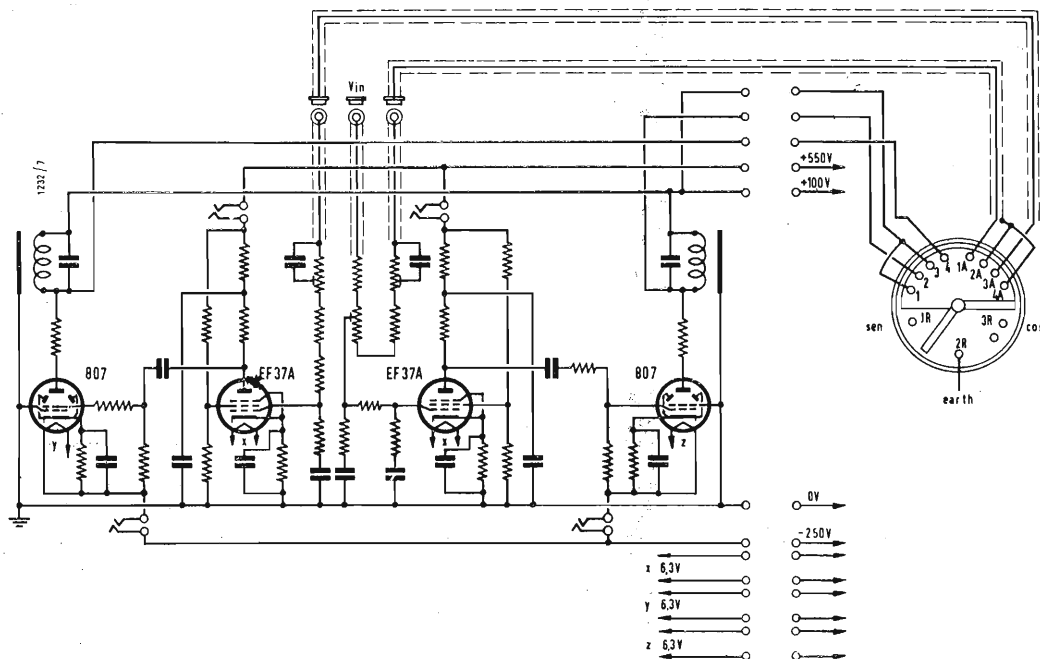 Vin
1232/7
+550V
+100V
1
2
3
4
1A
2A
3A
4A
sen
1R
3R
cos
2R
earth
807
EF37A
EF37A
807
y
x
x
z
0V
-250V
x 6,3V
y 6,3V
z 6,3V